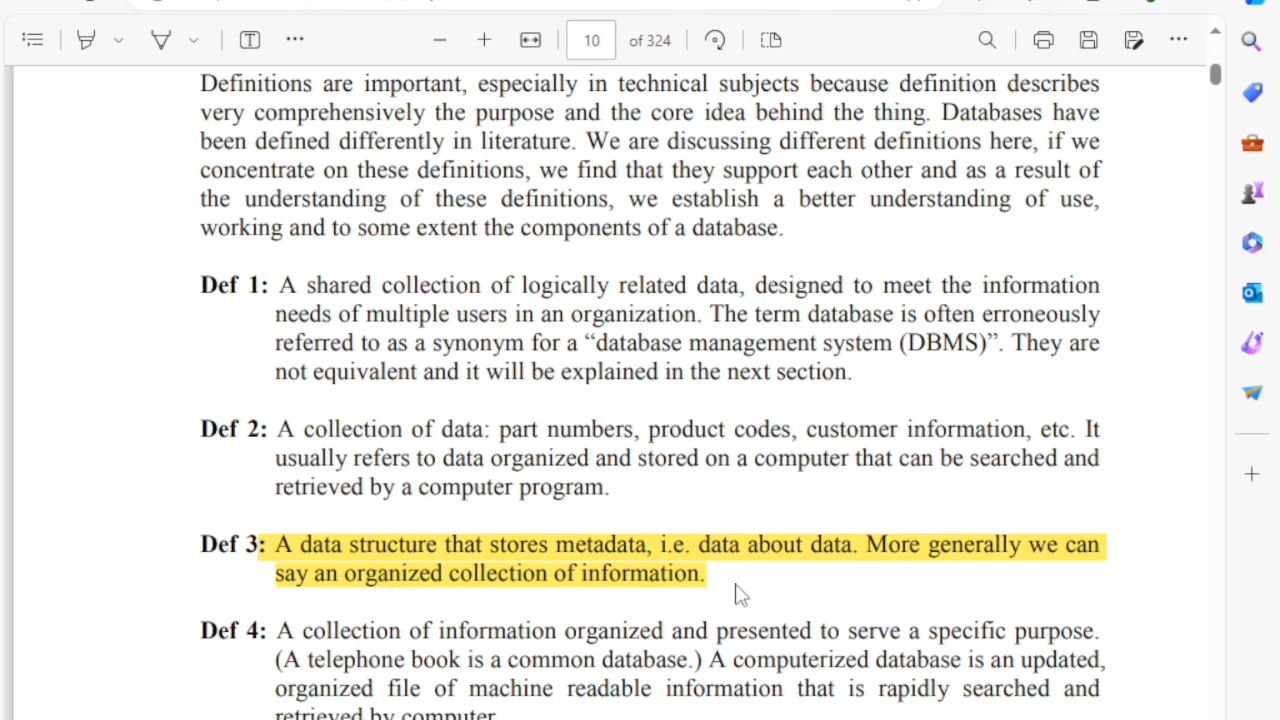 10 of 324
Definitions are important, especially in technical subjects because definition describes
very comprehensively the purpose and the core idea behind the thing. Databases have
been defined differently in literature. We are discussing different definitions here, if we
concentrate on these definitions, we find that they support each other and as a result of
the understanding of these definitions, we establish a better understanding of use,
working and to some extent the components of a database.
Def 1: A shared collection of logically related data, designed to meet the information
needs of multiple users in an organization. The term database is often erroneously
referred to as a synonym for a “database management system (DBMS)”. They are
not equivalent and it will be explained in the next section.
Def 2: A collection of data: part numbers, product codes, customer information, etc. It
usually refers to data organized and stored on a computer that can be searched and
retrieved by a computer program.
Def 3: A data structure that stores metadata, i.e. data about data. More generally we can
say an organized collection of information.
Def 4: A collection of information organized and presented to serve a specific purpose.
(A telephone book is a common database.) A computerized database is an updated,
organized file of machine readable information that is rapidly searched and
retrieved by computer.